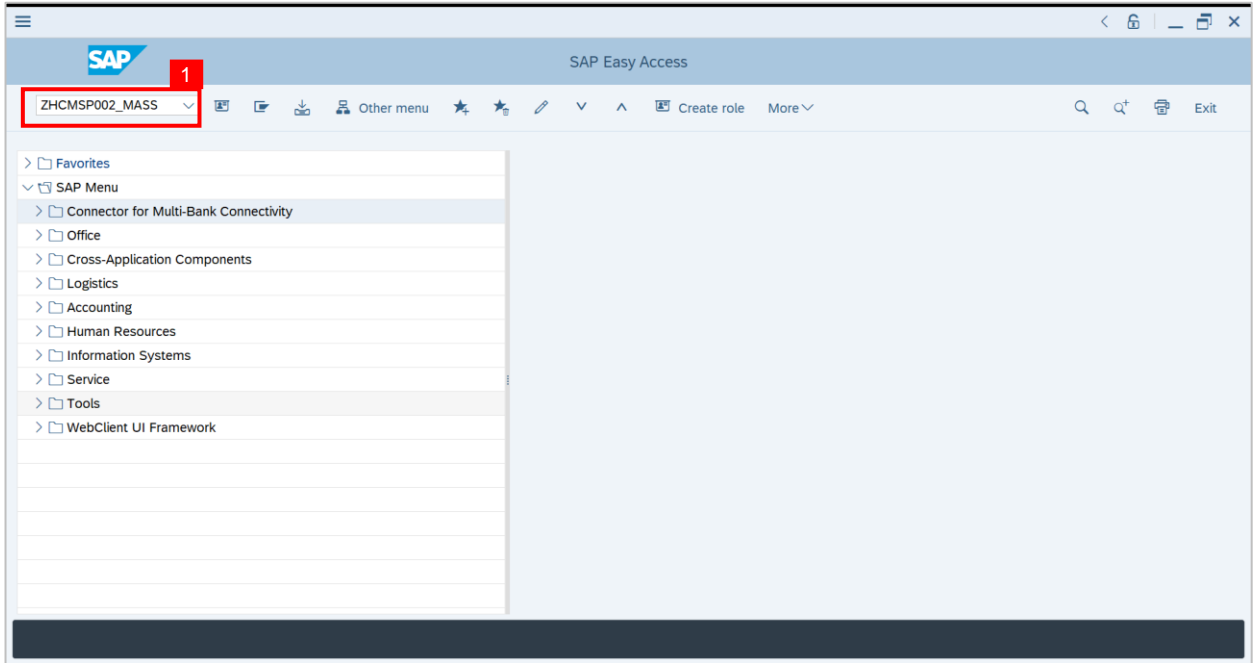 SAP
SAP Easy Access
1
ZHCMSP002_MASS Other menu Create role More Exit
Favorites
SAP Menu
Connector for Multi-Bank Connectivity
Office
Cross-Application Components
Logistics
Accounting
Human Resources
Information Systems
Service
Tools
WebClient UI Framework